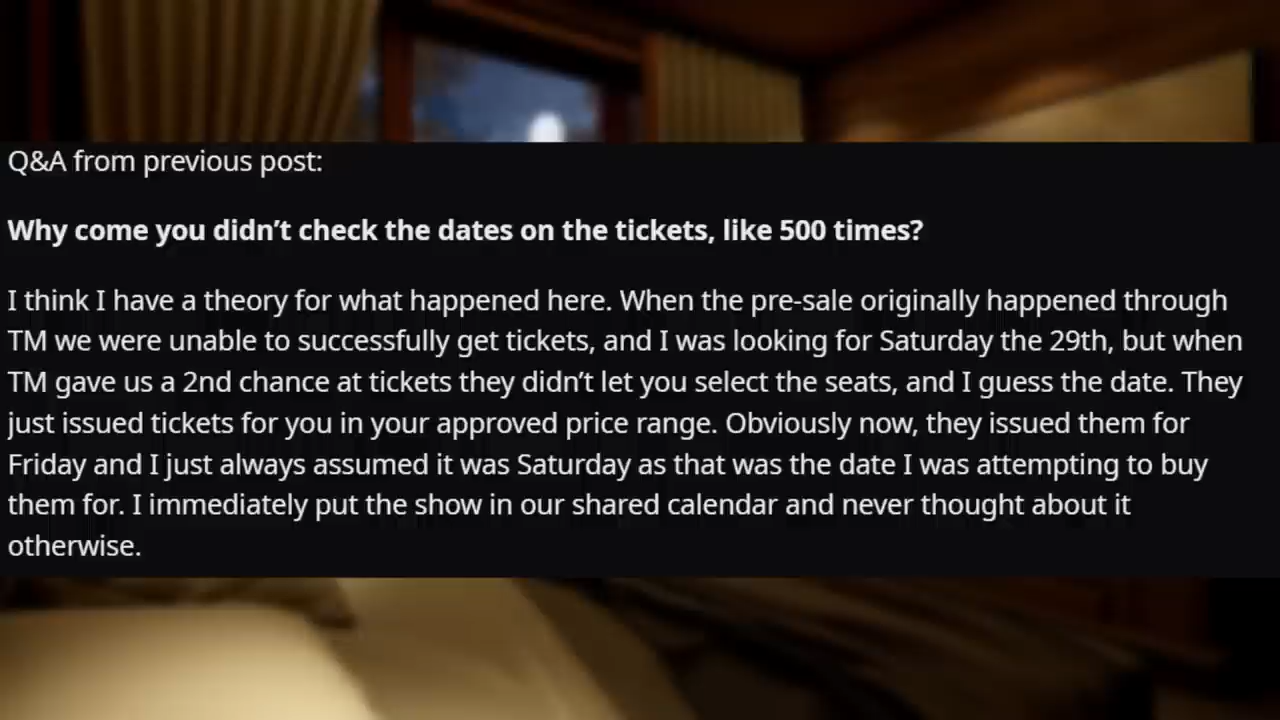 Q&A from previous post:
Why come you didn’t check the dates on the tickets, like 500 times?
I think I have a theory for what happened here. When the pre-sale originally happened through
TM we were unable to successfully get tickets, and I was looking for Saturday the 29th, but when
TM gave us a 2nd chance at tickets they didn’t let you select the seats, and I guess the date. They
just issued tickets for you in your approved price range. Obviously now, they issued them for
Friday and I just always assumed it was Saturday as that was the date I was attempting to buy
them for. I immediately put the show in our shared calendar and never thought about it
otherwise.